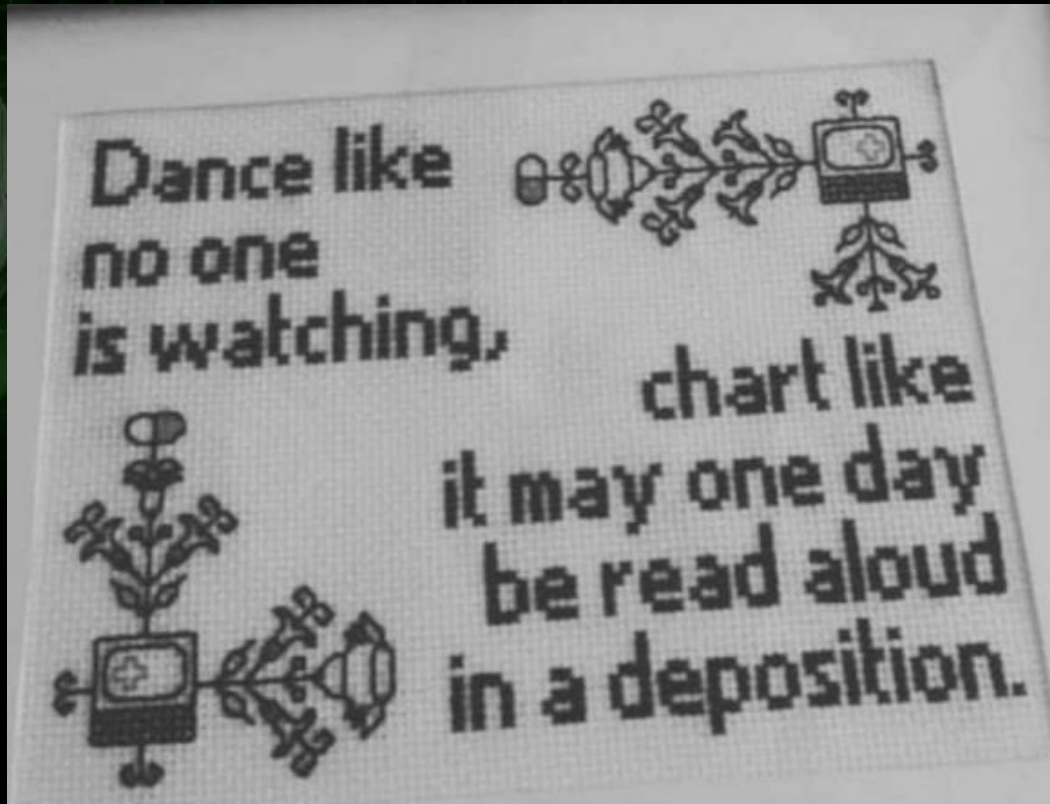 Dance like
no one
is watching,
chart like
it may one day
be read aloud
in a deposition.